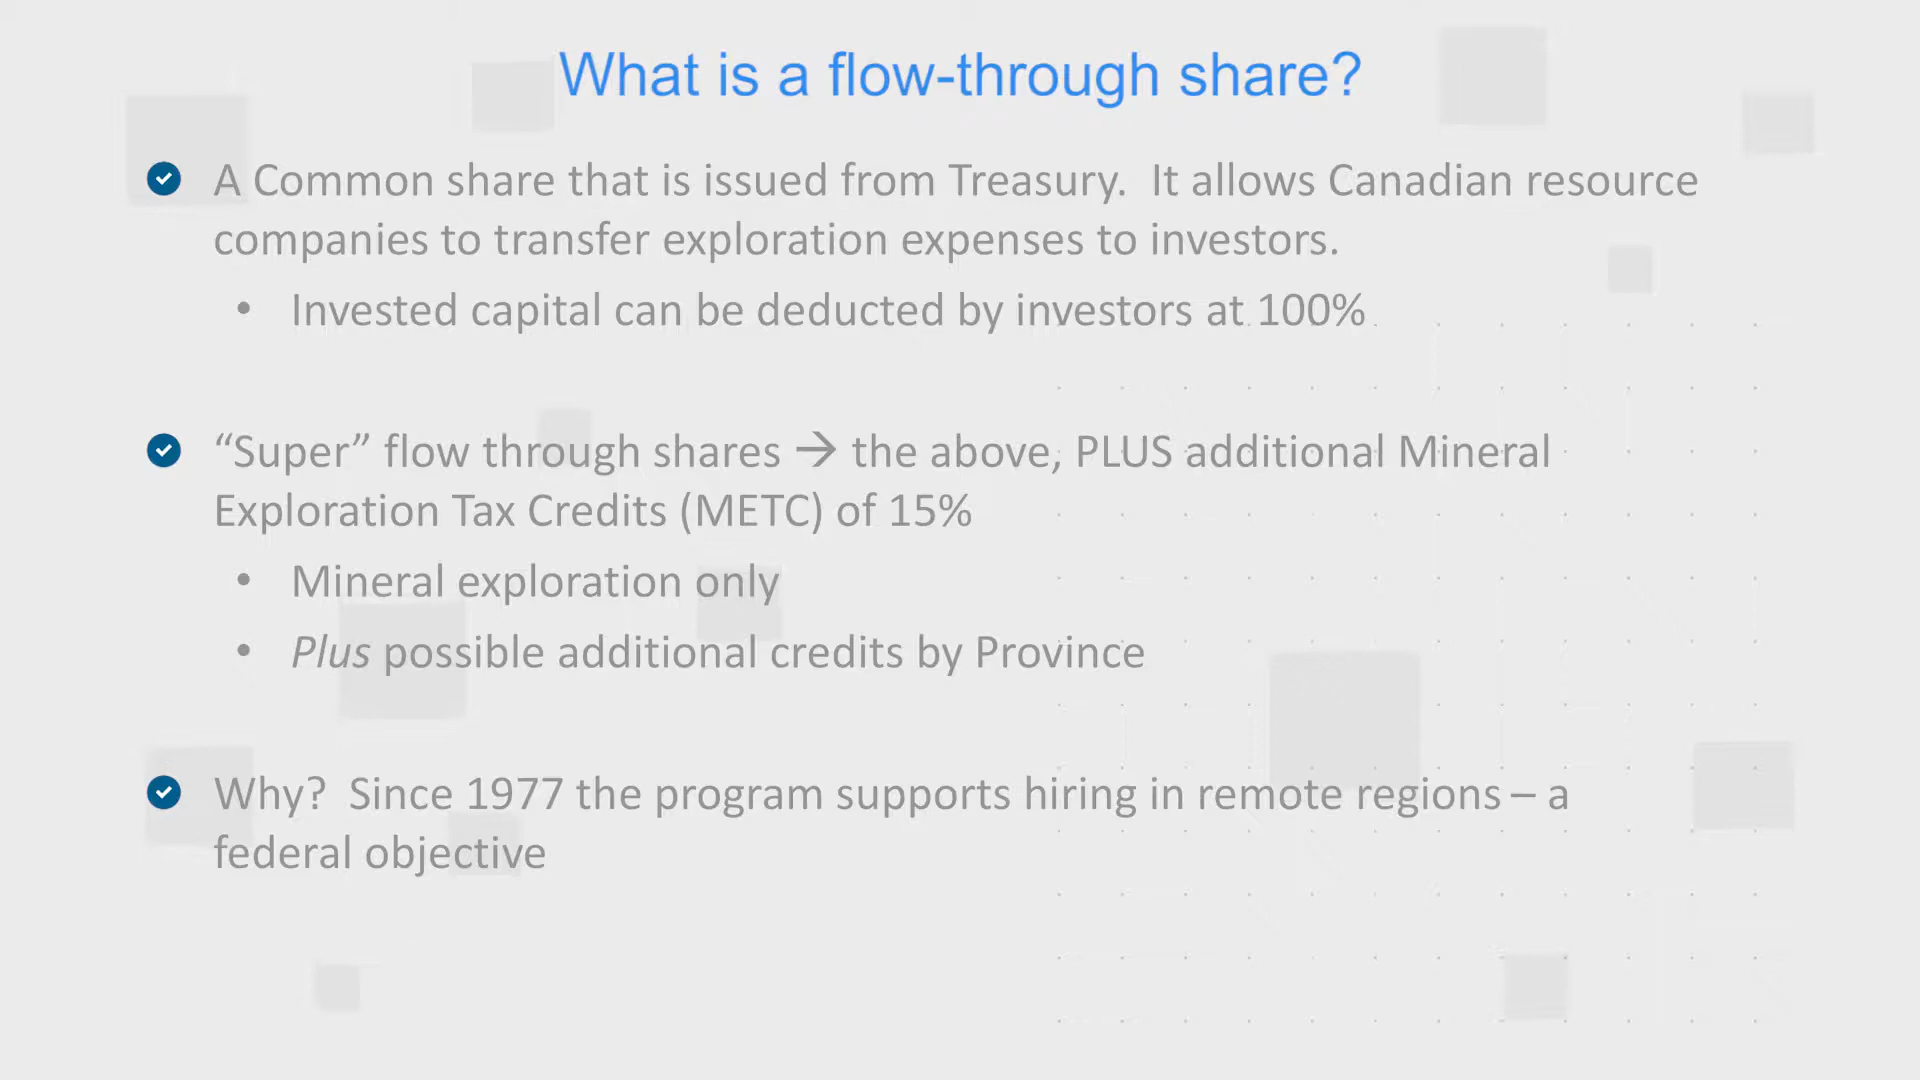 What is a flow-through share?
A Common share that is issued from Treasury.  It allows Canadian resource
companies to transfer exploration expenses to investors.
• Invested capital can be deducted by investors at 100%
“Super” flow through shares → the above, PLUS additional Mineral
Exploration Tax Credits (METC) of 15%
• Mineral exploration only
• Plus possible additional credits by Province
Why?  Since 1977 the program supports hiring in remote regions – a
federal objective